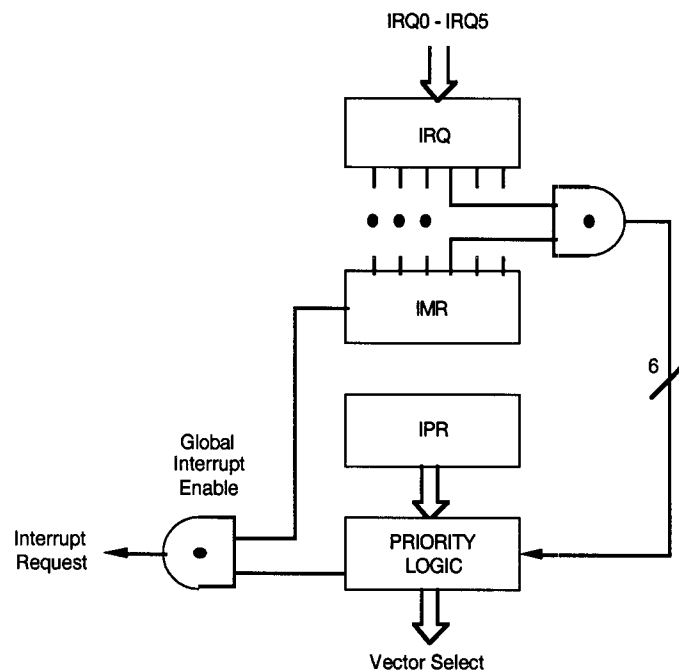 IRQ0 - IRQ5
IRQ
IMR
6
IPR
Global
Interrupt
Enable
Interrupt
Request
PRIORITY
LOGIC
Vector Select